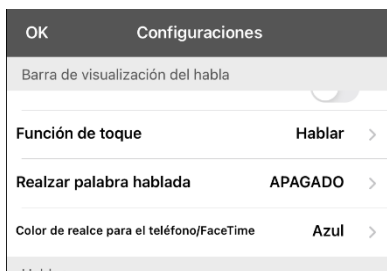 OK Configuraciones
Barra de visualización del habla
Función de toque Hablar
Realzar palabra hablada APAGADO
Color de realce para el teléfono/FaceTime Azul